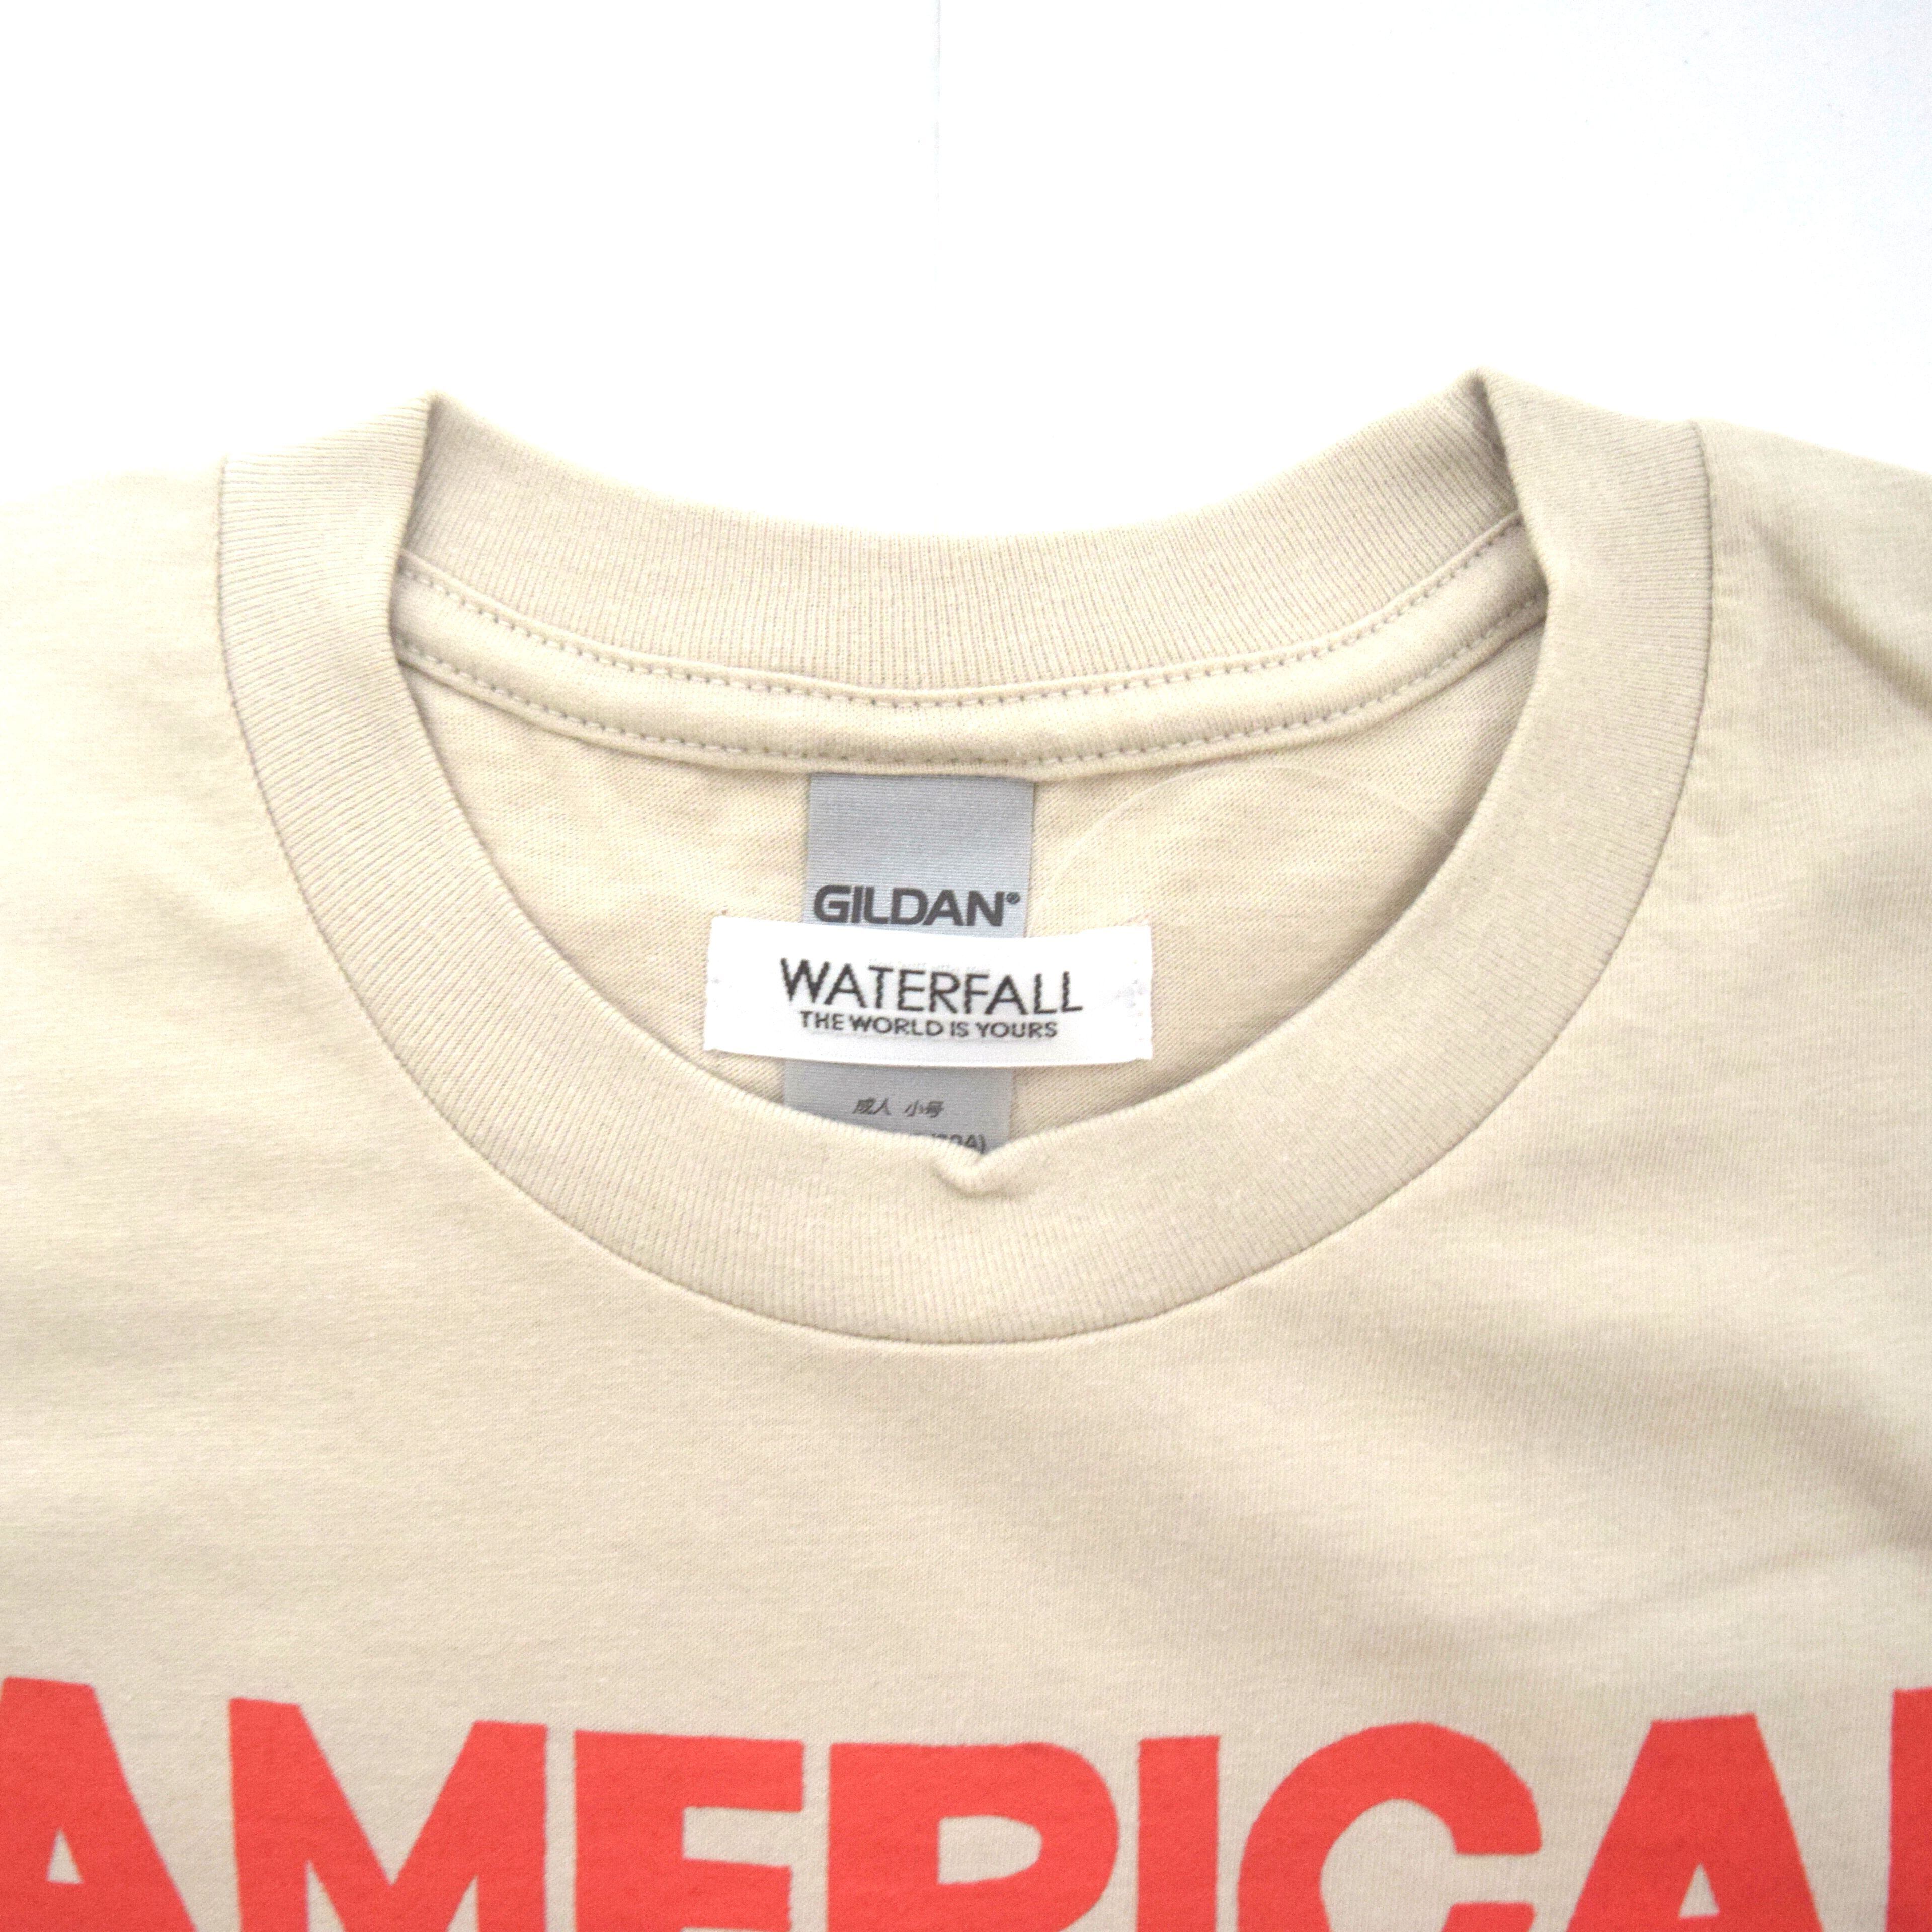 GILDAN®
WATERFALL
THE WORLD IS YOURS
成人 小号
AMERICA